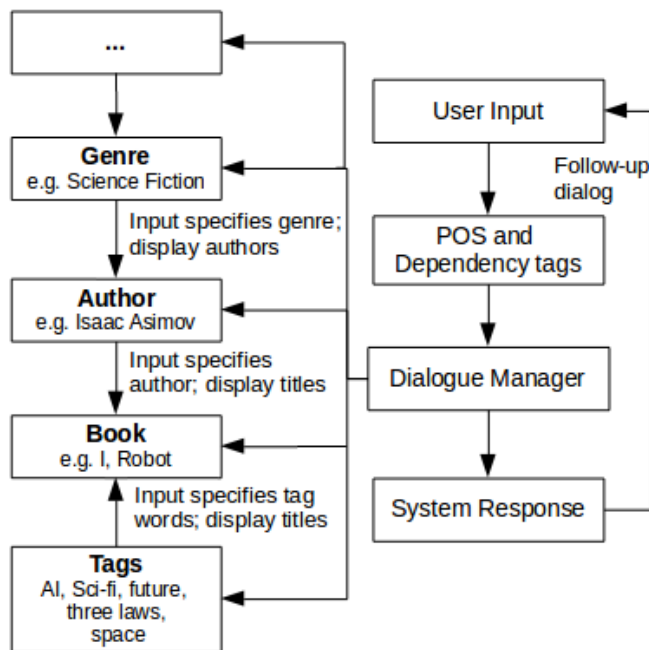 ...
Genre
e.g. Science Fiction
Input specifies genre;
display authors
Author
e.g. Isaac Asimov
Input specifies
author; display titles
Book
e.g. I, Robot
Input specifies tag
words; display titles
Tags
AI, Sci-fi, future,
three laws,
space
User Input
Follow-up
dialog
POS and
Dependency tags
Dialogue Manager
System Response